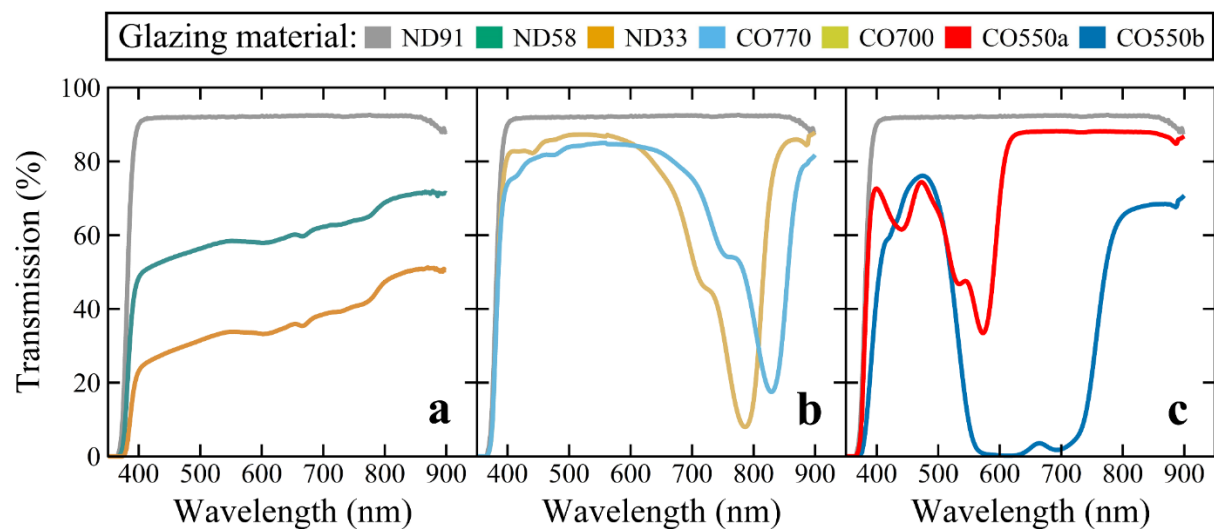 Glazing material: ND91 ND58 ND33 CO770 CO700 CO550a CO550b
100
80
60
40
20
0
Transmission (%)
a
b
c
400 500 600 700 800 900
400 500 600 700 800 900
400 500 600 700 800 900
Wavelength (nm)
Wavelength (nm)
Wavelength (nm)